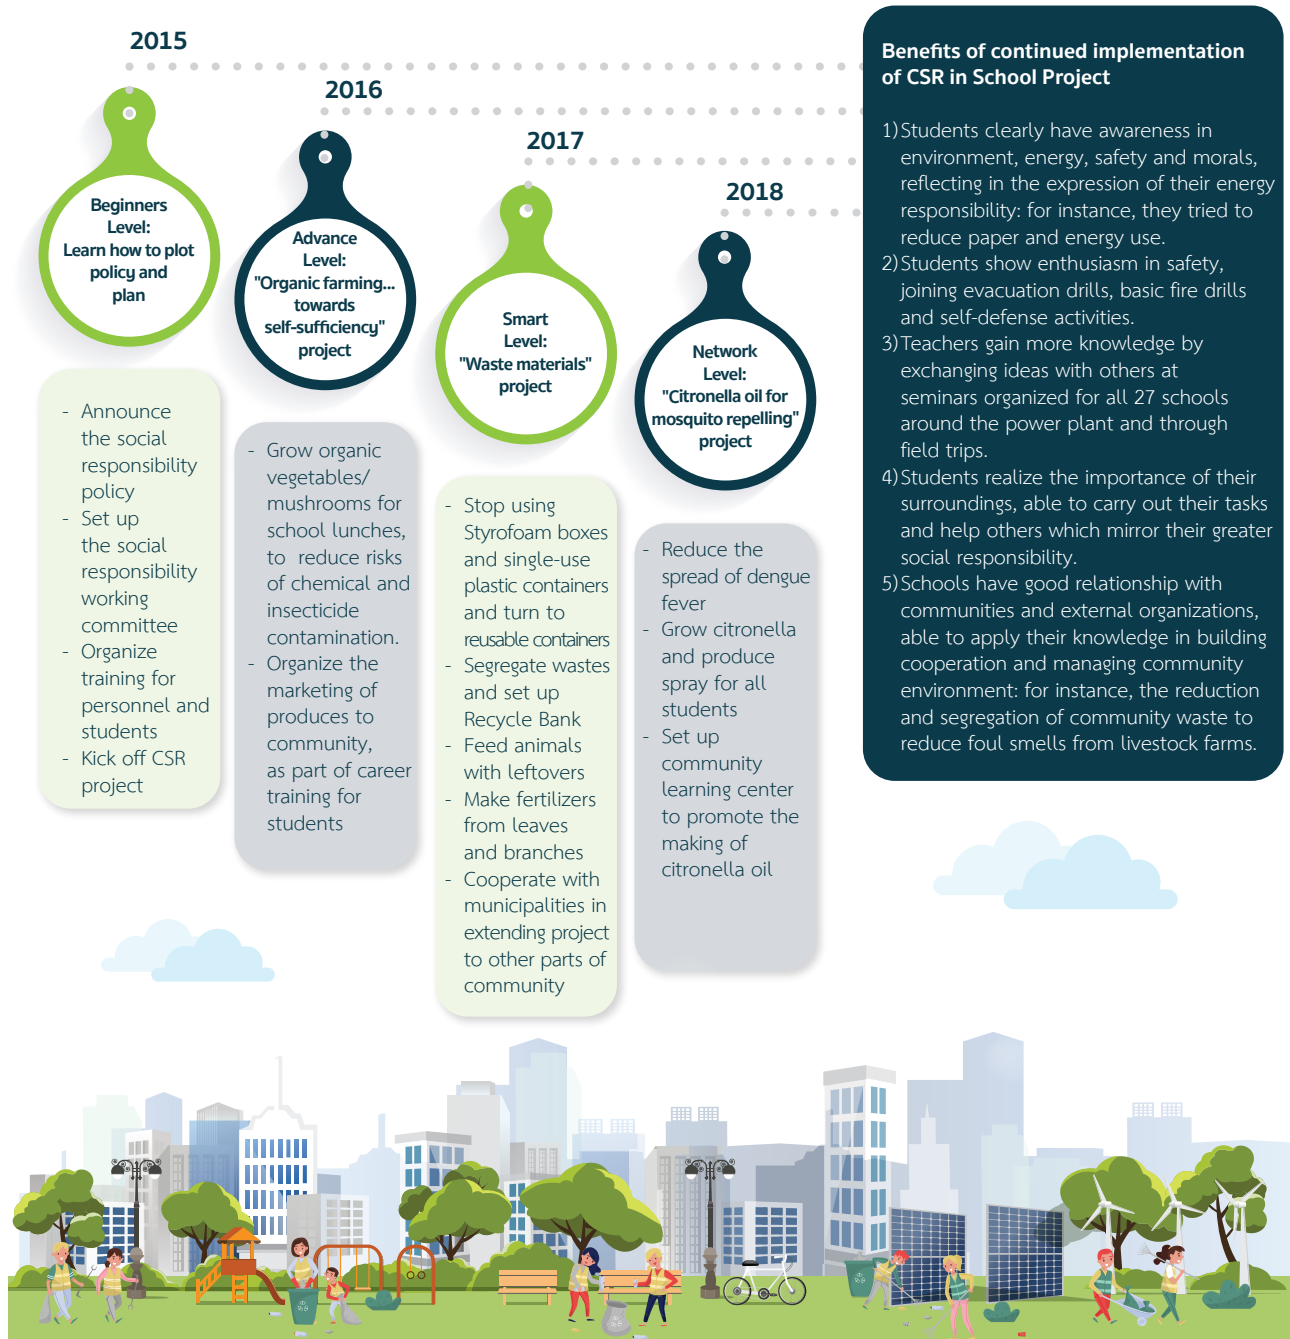 2015
Beginners
Level:
Learn how to plot
policy and
plan
- Announce
the social
responsibility
policy
- Set up
the social
responsibility
working
committee
- Organize
training for
personnel and
students
- Kick off CSR
project
2016
Advance
Level:
"Organic farming...
towards
self-sufficiency"
project
- Grow organic
vegetables/
mushrooms for
school lunches,
to reduce risks
of chemical and
insecticide
contamination.
- Organize the
marketing of
produces to
community,
as part of career
training for
students
2017
Smart
Level:
"Waste materials"
project
- Stop using
Styrofoam boxes
and single-use
plastic containers
and turn to
reusable containers
- Segregate wastes
and set up
Recycle Bank
- Feed animals
with leftovers
- Make fertilizers
from leaves
and branches
- Cooperate with
municipalities in
extending project
to other parts of
community
2018
Network
Level:
"Citronella oil for
mosquito repelling"
project
- Reduce the
spread of dengue
fever
- Grow citronella
and produce
spray for all
students
- Set up
community
learning center
to promote the
making of
citronella oil
Benefits of continued implementation
of CSR in School Project
1) Students clearly have awareness in
environment, energy, safety and morals,
reflecting in the expression of their energy
responsibility: for instance, they tried to
reduce paper and energy use.
2) Students show enthusiasm in safety,
joining evacuation drills, basic fire drills
and self-defense activities.
3) Teachers gain more knowledge by
exchanging ideas with others at
seminars organized for all 27 schools
around the power plant and through
field trips.
4) Students realize the importance of their
surroundings, able to carry out their tasks
and help others which mirror their greater
social responsibility.
5) Schools have good relationship with
communities and external organizations,
able to apply their knowledge in building
cooperation and managing community
environment: for instance, the reduction
and segregation of community waste to
reduce foul smells from livestock farms.